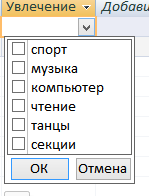 Увлечение Добави
спорт
музыка
компьютер
чтение
танцы
секции
ОК Отмена